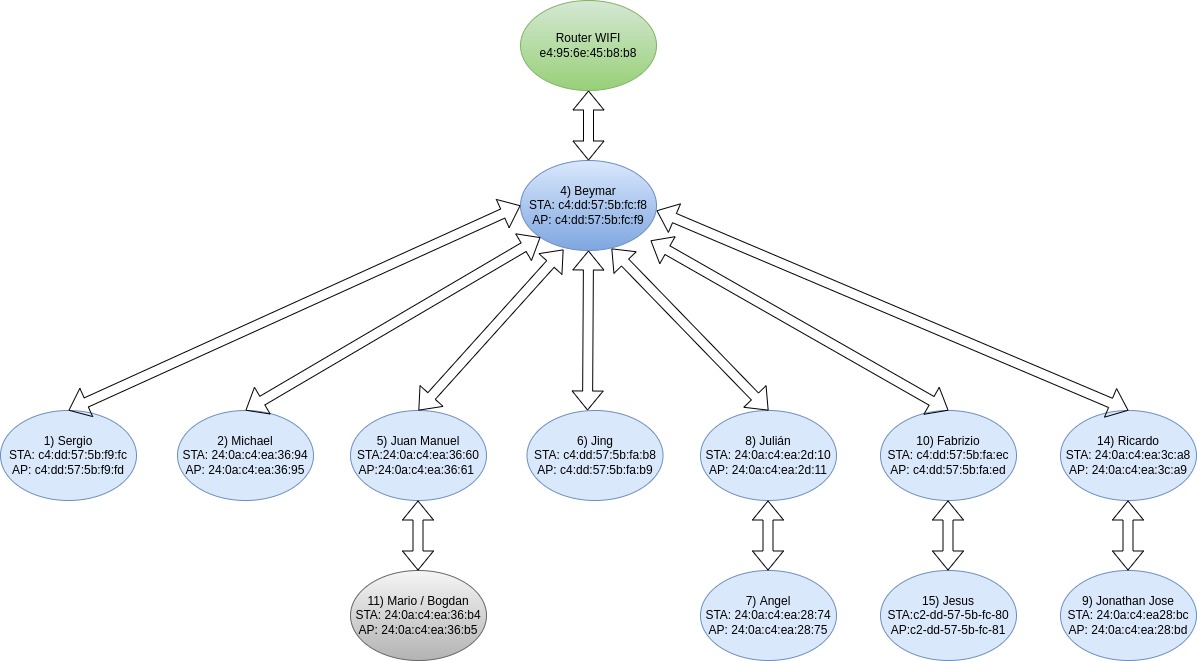 Router WIFI
e4:95:6e:45:b8:b8
4) Beymar
STA: c4:dd:57:5b:fc:f8
AP: c4:dd:57:5b:fc:f9
1) Sergio
STA: c4:dd:57:5b:f9:fc
AP: c4:dd:57:5b:f9:fd
2) Michael
STA: 24:0a:c4:ea:36:94
AP: 24:0a:c4:ea:36:95
5) Juan Manuel
STA:24:0a:c4:ea:36:60
AP:24:0a:c4:ea:36:61
6) Jing
STA: c4:dd:57:5b:fa:b8
AP: c4:dd:57:5b:fa:b9
8) Julián
STA: 24:0a:c4:ea:2d:10
AP: 24:0a:c4:ea:2d:11
10) Fabrizio
STA: c4:dd:57:5b:fa:ec
AP: c4:dd:57:5b:fa:ed
14) Ricardo
STA: 24:0a:c4:ea:3c:a8
AP: 24:0a:c4:ea:3c:a9
11) Mario / Bogdan
STA: 24:0a:c4:ea:36:b4
AP: 24:0a:c4:ea:36:b5
7) Angel
STA: 24:0a:c4:ea:28:74
AP: 24:0a:c4:ea:28:75
15) Jesus
STA:c2-dd-57-5b-fc-80
AP:c2-dd-57-5b-fc-81
9) Jonathan Jose
STA: 24:0a:c4:ea28:bc
AP: 24:0a:c4:ea:28:bd